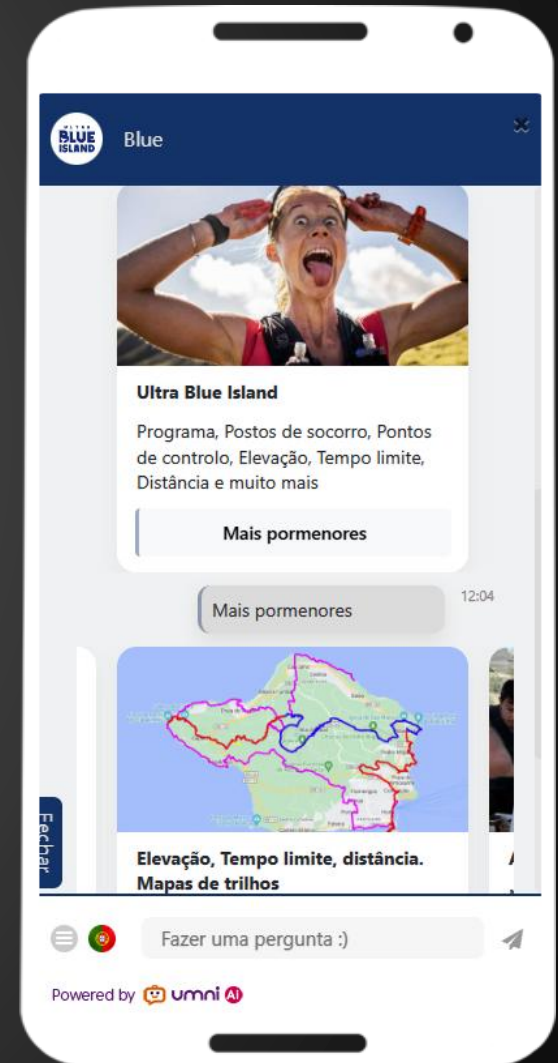 ULTRA
BLUE
ISLAND
Blue
×
Ultra Blue Island
Programa, Postos de socorro, Pontos
de controlo, Elevação, Tempo limite,
Distância e muito mais
Mais pormenores
Mais pormenores
12:04
Fechar
Elevação, Tempo limite, distância.
Mapas de trilhos
Fazer uma pergunta :)
Powered by umni AI